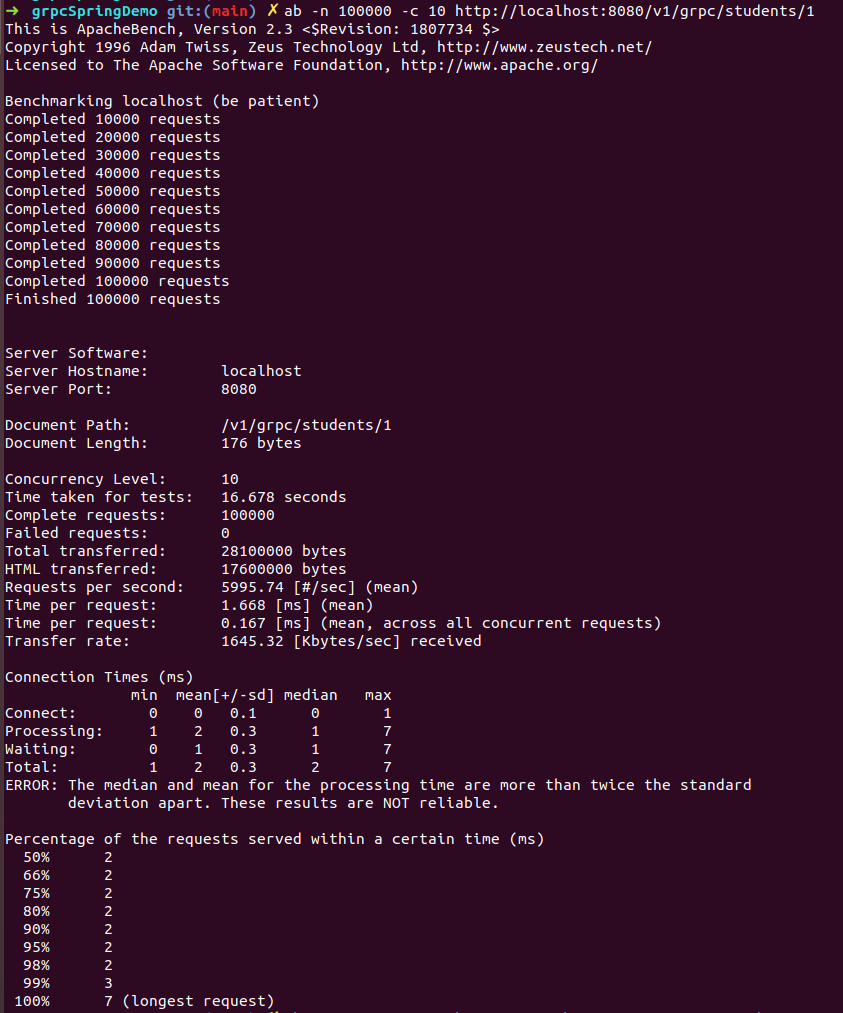 → grpcSpringDemo git:(main) ✗ ab -n 100000 -c 10 http://localhost:8080/v1/grpc/students/1
This is ApacheBench, Version 2.3 <$Revision: 1807734 $>
Copyright 1996 Adam Twiss, Zeus Technology Ltd, http://www.zeustech.net/
Licensed to The Apache Software Foundation, http://www.apache.org/

Benchmarking localhost (be patient)
Completed 10000 requests
Completed 20000 requests
Completed 30000 requests
Completed 40000 requests
Completed 50000 requests
Completed 60000 requests
Completed 70000 requests
Completed 80000 requests
Completed 90000 requests
Completed 100000 requests
Finished 100000 requests


Server Software:
Server Hostname:        localhost
Server Port:            8080

Document Path:          /v1/grpc/students/1
Document Length:        176 bytes

Concurrency Level:      10
Time taken for tests:   16.678 seconds
Complete requests:      100000
Failed requests:        0
Total transferred:      28100000 bytes
HTML transferred:       17600000 bytes
Requests per second:    5995.74 [#/sec] (mean)
Time per request:       1.668 [ms] (mean)
Time per request:       0.167 [ms] (mean, across all concurrent requests)
Transfer rate:          1645.32 [Kbytes/sec] received

Connection Times (ms)
              min  mean[+/-sd] median   max
Connect:        0    0   0.1      0       1
Processing:     1    2   0.3      1       7
Waiting:        0    1   0.3      1       7
Total:          1    2   0.3      2       7
ERROR: The median and mean for the processing time are more than twice the standard
       deviation apart. These results are NOT reliable.

Percentage of the requests served within a certain time (ms)
  50%      2
  66%      2
  75%      2
  80%      2
  90%      2
  95%      2
  98%      2
  99%      3
 100%      7 (longest request)